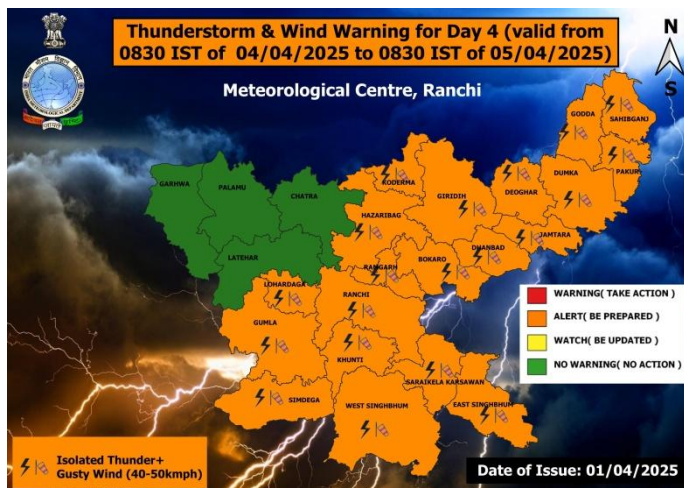 Thunderstorm & Wind Warning for Day 4 (valid from
0830 IST of 04/04/2025 to 0830 IST of 05/04/2025)
N
S
Meteorological Centre, Ranchi
GODDA
SAHIBGANJ
PAKUR
DUMKA
DEOGHAR
KODERMA
GIRIDIH
GARHWA
PALAMU
CHATRA
HAZARIBAG
JAMTARA
DHANBAD
BOKARO
LATEHAR
RAMGARH
LOHARDAGA
RANCHI
GUMLA
KHUNTI
SARAIKELA KARSAWAN
SIMDEGA
WEST SINGHBHUM
EAST SINGHBHUM
WARNING( TAKE ACTION )
ALERT( BE PREPARED )
WATCH( BE UPDATED )
NO WARNING( NO ACTION )
Isolated Thunder+
Gusty Wind (40-50kmph)
Date of Issue: 01/04/2025